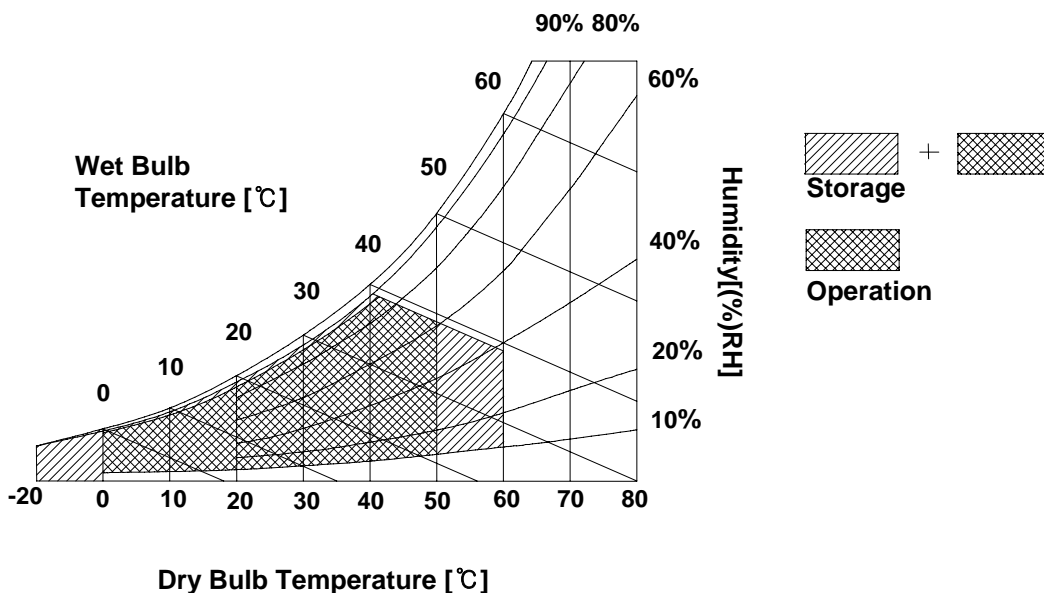 90% 80%
60
60%
Wet Bulb
Temperature [℃]
50
40
30
20
10
0
Humidity[(%)RH]
40%
20%
10%
+
Storage
Operation
-20 0 10 20 30 40 50 60 70 80
Dry Bulb Temperature [℃]